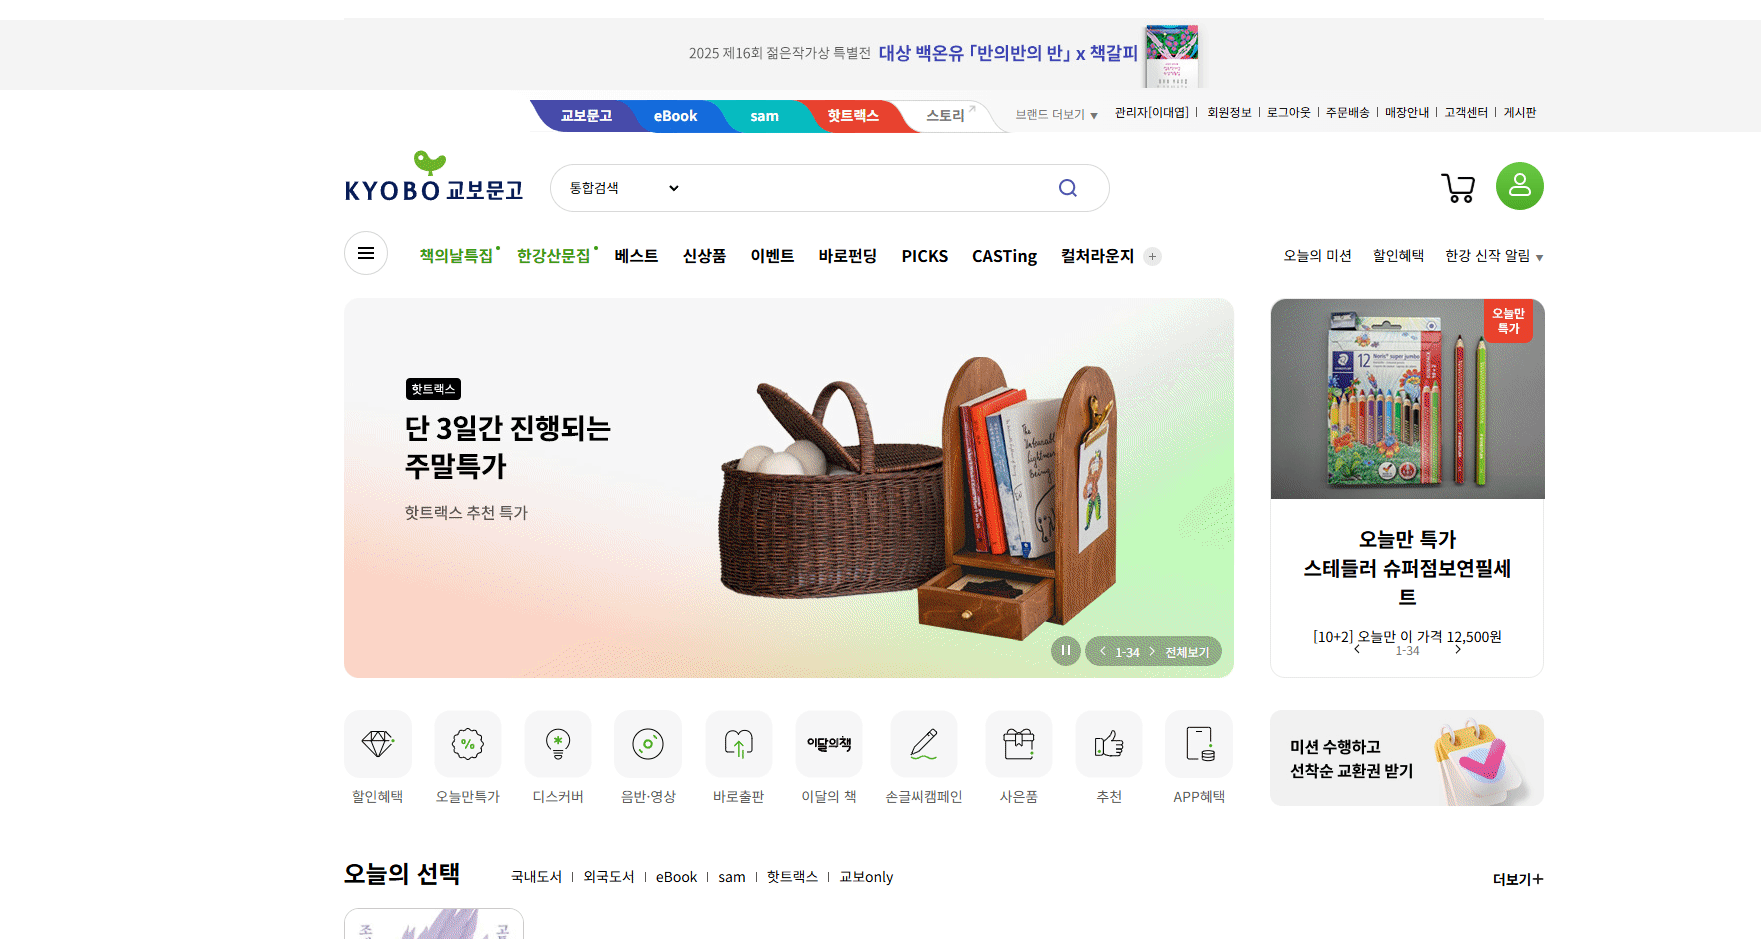 2025 제16회 젊은작가상 특별전 대상 백온유 「반의반의 반」 x 책갈피
교보문고 eBook sam 핫트랙스 스토리 브랜드 더보기 관리자[이대엽] 회원정보 로그아웃 주문배송 매장안내 고객센터 게시판
KYOBO 교보문고
통합검색
책의날특집 한강산문집 베스트 신상품 이벤트 바로펀딩 PICKS CASTing 컬처라운지 +
오늘의 미션 할인혜택 한강 신작 알림
핫트랙스
단 3일간 진행되는
주말특가
핫트랙스 추천 특가
The Unbearable
Lightness
Being
1-34 전체보기
오늘만
특가
STAEDTLER
12 Noris® super jumbo
오늘만 특가
스테들러 슈퍼점보연필세
트
[10+2] 오늘만 이 가격 12,500원
1-34
이달의책
할인혜택 오늘만특가 디스커버 음반·영상 바로출판 이달의 책 손글씨캠페인 사은품 추천 APP혜택
미션 수행하고
선착순 교환권 받기
오늘의 선택 국내도서 외국도서 eBook sam 핫트랙스 교보only 더보기+
조 고